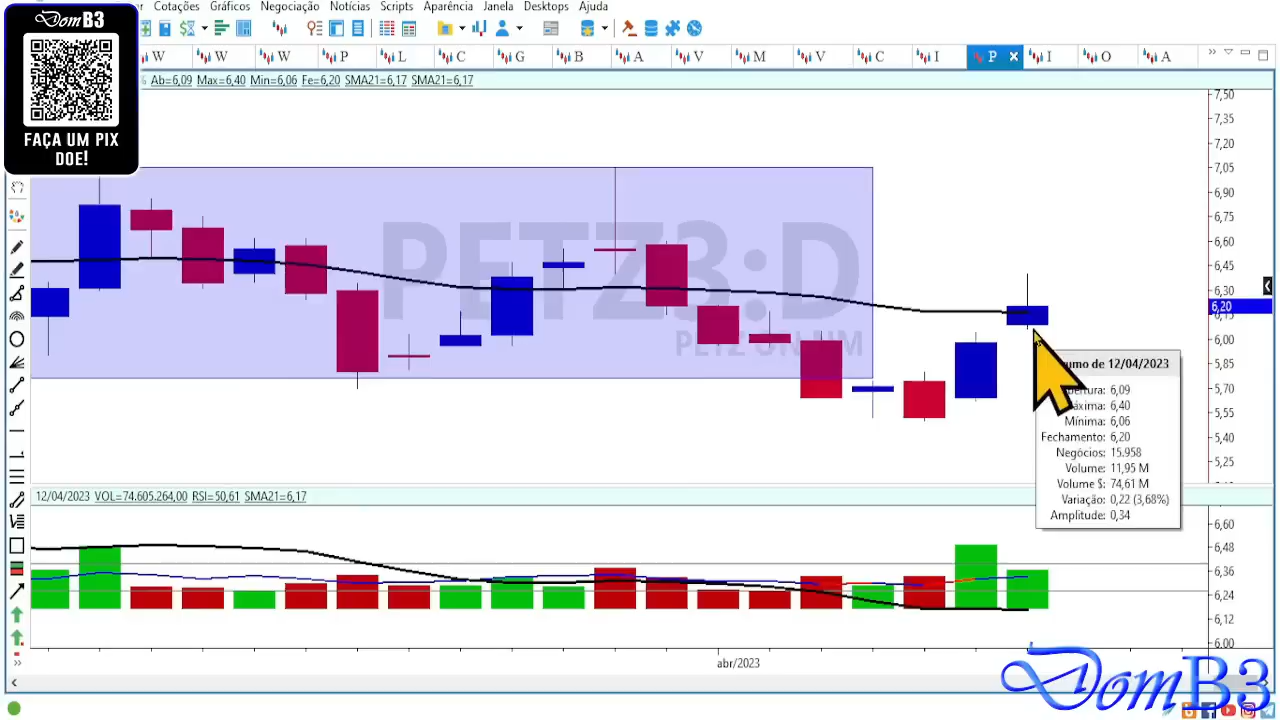 Cotações Gráficos Negociação Notícias Scripts Aparência Janela Desktops Ajuda
DomB3
FAÇA UM PIX
DOE!
W W W P L C G B A V M V C I P I O A
W Ab=6,09 Max=6,40 Min=6,06 Fe=6,20 SMA21=6,17 SMA21=6,17
7,50
7,35
7,20
7,05
6,90
6,75
6,60
6,45
6,30
6,20
6,15
6,00
5,85
5,70
5,55
5,40
5,25
PETZ3:D
PETZ ON UM
umo de 12/04/2023
ertura: 6,09
áxima: 6,40
Mínima: 6,06
Fechamento: 6,20
Negócios: 15.958
Volume: 11,95 M
Volume $: 74,61 M
Variação: 0,22 (3,68%)
Amplitude: 0,34
12/04/2023 VOL=74.605.264,00 RSI=50,61 SMA21=6,17
6,60
6,48
6,36
6,24
6,12
6,00
abr/2023
DomB3